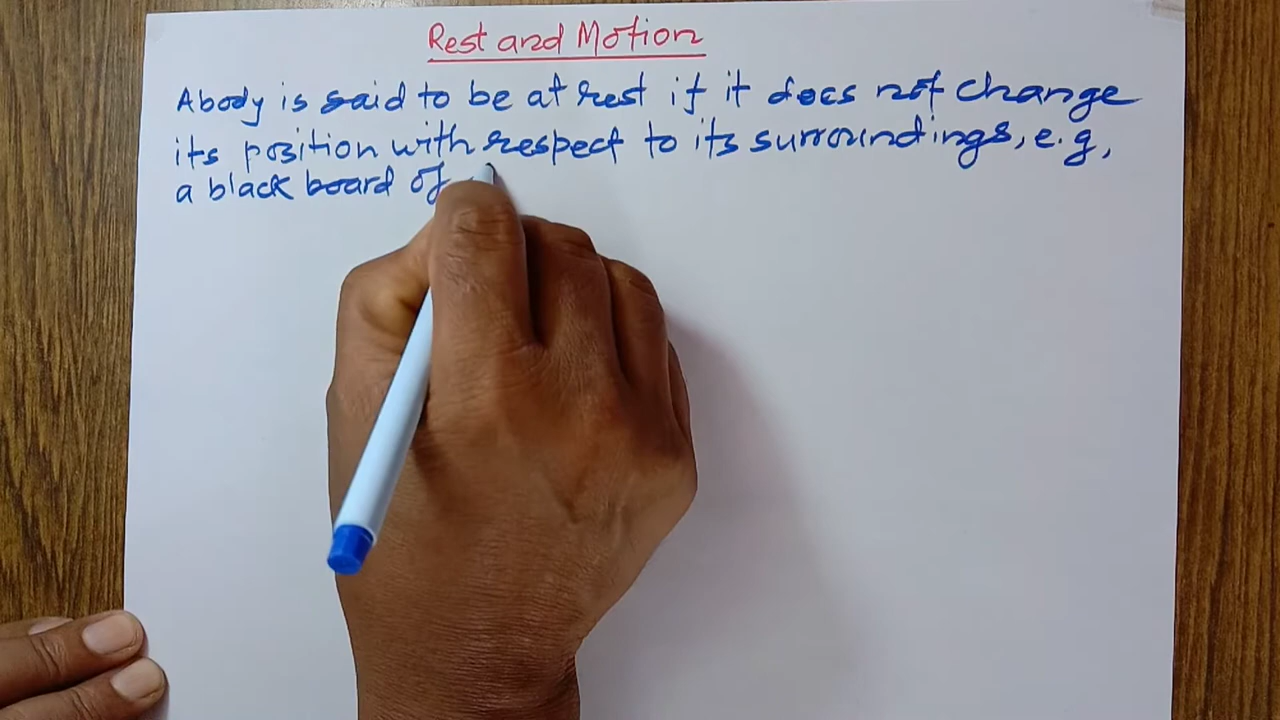 Rest and Motion
A body is said to be at rest if it does not change
its position with respect to its surroundings, e.g,
a black board of